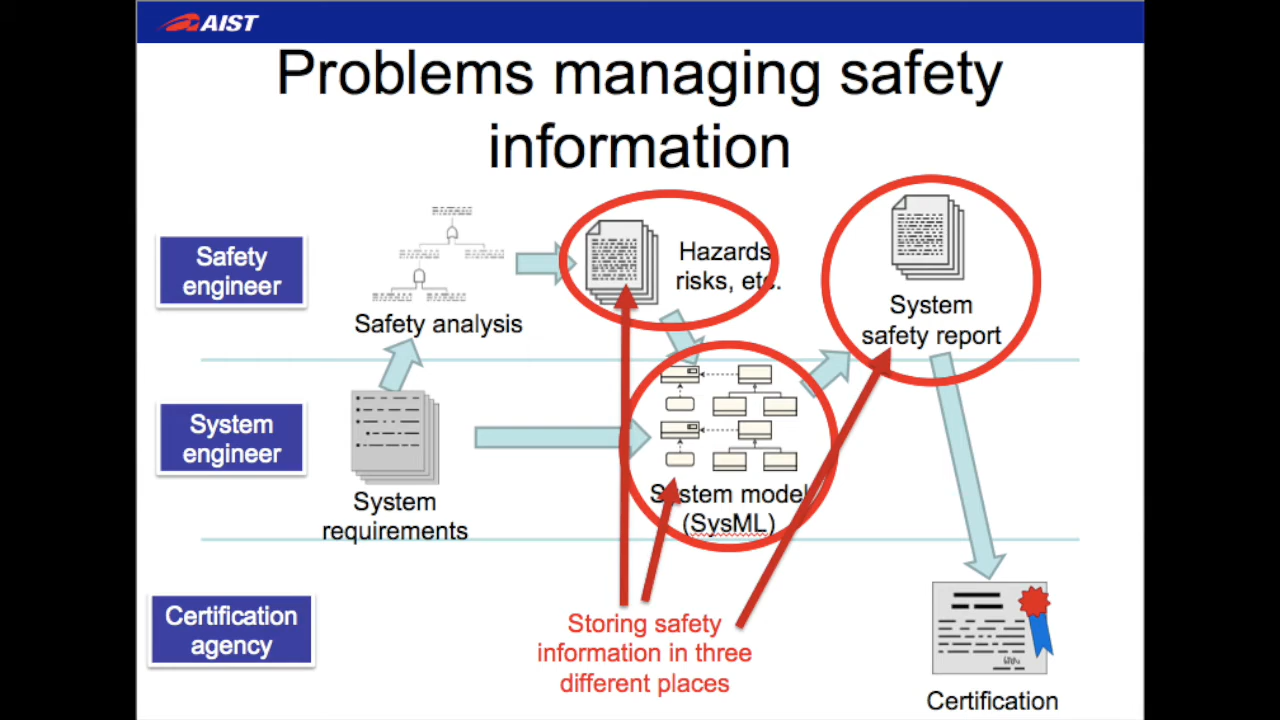 AIST
Problems managing safety
information
Safety
engineer
Safety analysis
Hazards,
risks, etc.
System
safety report
System
engineer
System
requirements
System model
(SysML)
Certification
agency
Storing safety
information in three
different places
Certification